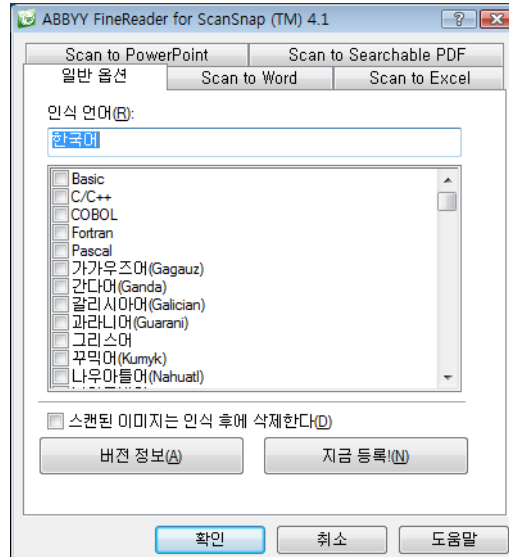 ABBYY FineReader for ScanSnap (TM) 4.1
Scan to PowerPoint Scan to Searchable PDF
일반 옵션 Scan to Word Scan to Excel
인식 언어(R):
한국어
Basic
C/C++
COBOL
Fortran
Pascal
가가우즈어(Gagauz)
간다어(Ganda)
갈리시아어(Galician)
과라니어(Guarani)
그리스어
꾸믹어(Kumyk)
나우아틀어(Nahuatl)
스캔된 이미지는 인식 후에 삭제한다(D)
버전 정보(A) 지금 등록!(N)
확인 취소 도움말